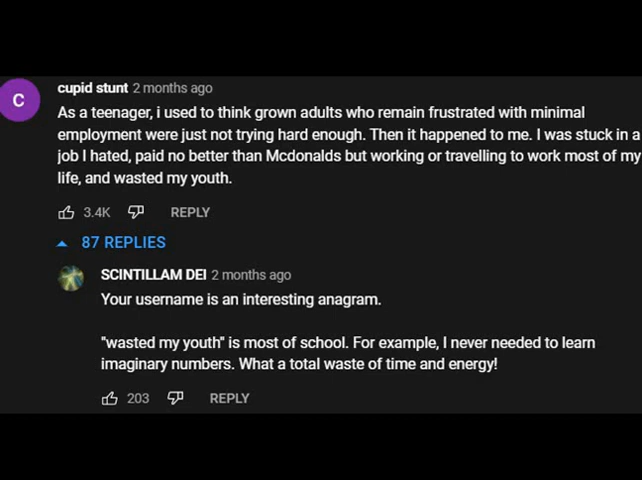 C
cupid stunt 2 months ago
As a teenager, i used to think grown adults who remain frustrated with minimal
employment were just not trying hard enough. Then it happened to me. I was stuck in a
job I hated, paid no better than Mcdonalds but working or travelling to work most of my
life, and wasted my youth.
3.4K REPLY
87 REPLIES
SCINTILLAM DEI 2 months ago
Your username is an interesting anagram.
"wasted my youth" is most of school. For example, I never needed to learn
imaginary numbers. What a total waste of time and energy!
203 REPLY